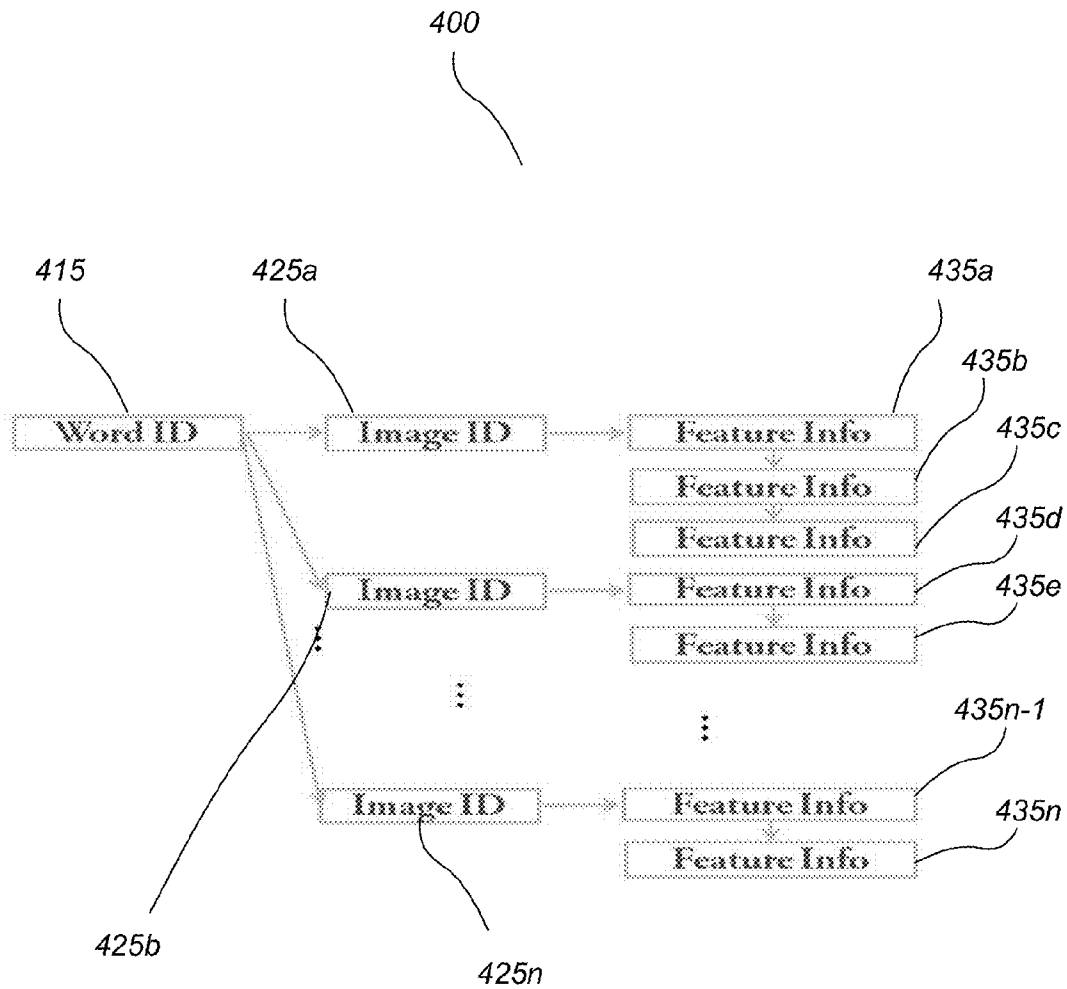 400
415
425a
435a
435b
Word ID
Image ID
Feature Info
435c
Feature Info
435d
Feature Info
Image ID
Feature Info
435e
Feature Info
435n-1
Image ID
Feature Info
435n
Feature Info
425b
425n